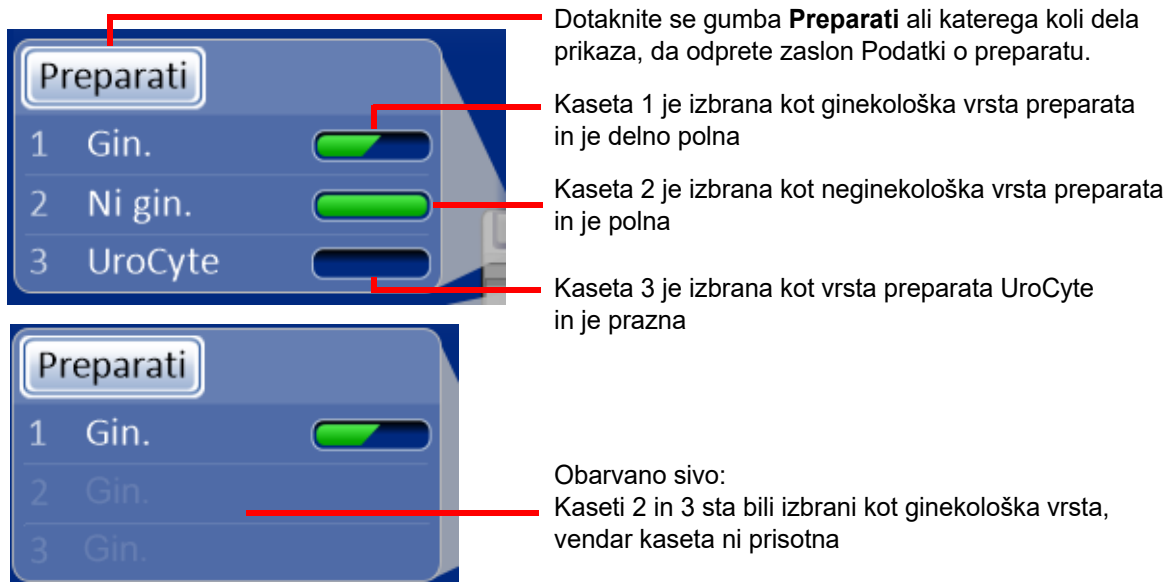 Dotaknite se gumba Preparati ali katerega koli dela
prikaza, da odprete zaslon Podatki o preparatu.
Preparati
1 Gin.
2 Ni gin.
3 UroCyte
Kaseta 1 je izbrana kot ginekološka vrsta preparata
in je delno polna
Kaseta 2 je izbrana kot neginekološka vrsta preparata
in je polna
Kaseta 3 je izbrana kot vrsta preparata UroCyte
in je prazna
Preparati
1 Gin.
2 Gin.
3 Gin.
Obarvano sivo:
Kaseti 2 in 3 sta bili izbrani kot ginekološka vrsta,
vendar kaseta ni prisotna